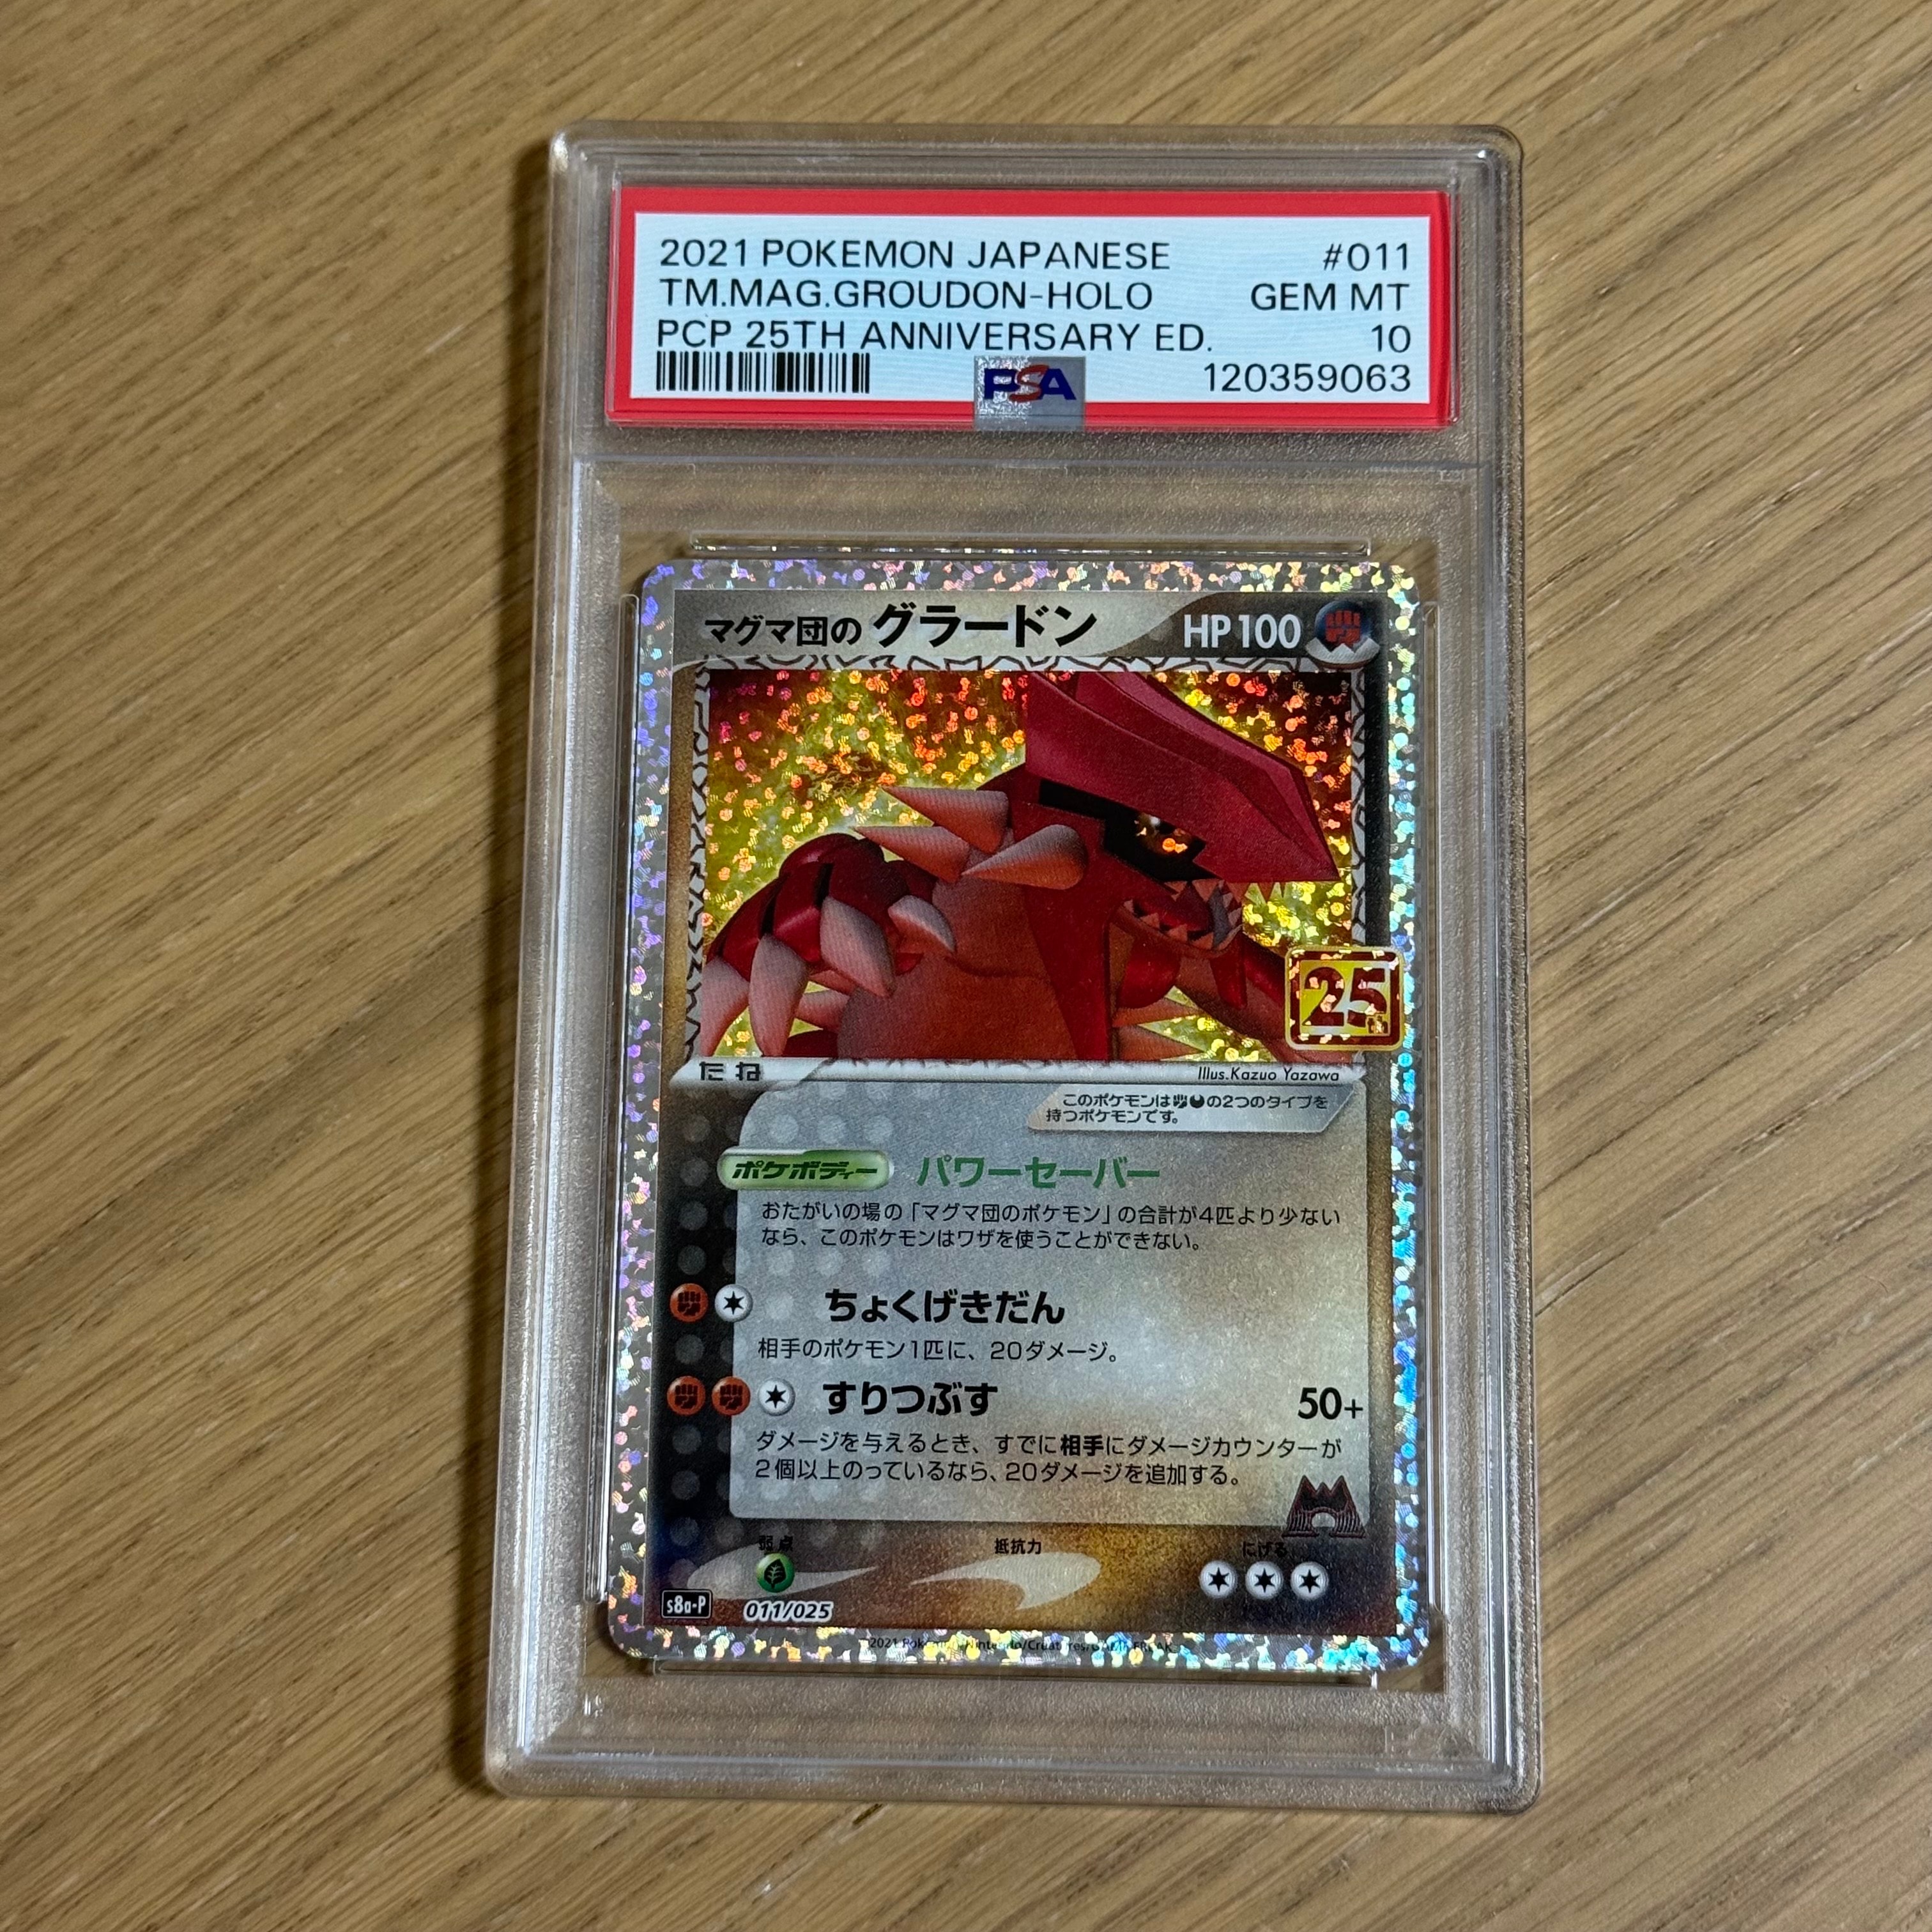 2021 POKEMON JAPANESE #011
TM.MAG.GROUDON-HOLO GEM MT
PCP 25TH ANNIVERSARY ED. 10
PSA 120359063
マグマ団の グラードン HP100
25
たね Illus.Kazuo Yazawa
このポケモンはの2つのタイプを
持つポケモンです。
ポケボディー パワーセーバー
おたがいの場の「マグマ団のポケモン」の合計が4匹より少ない
なら、このポケモンはワザを使うことができない。
ちょくげきだん
相手のポケモン1匹に、20ダメージ。
すりつぶす 50+
ダメージを与えるとき、すでに相手にダメージカウンターが
2個以上のっているなら、20ダメージを追加する。
弱点 抵抗力 にげる
s8a-P 011/025
2021 Pokémon/Nintendo/Creatures/GAME FREAK